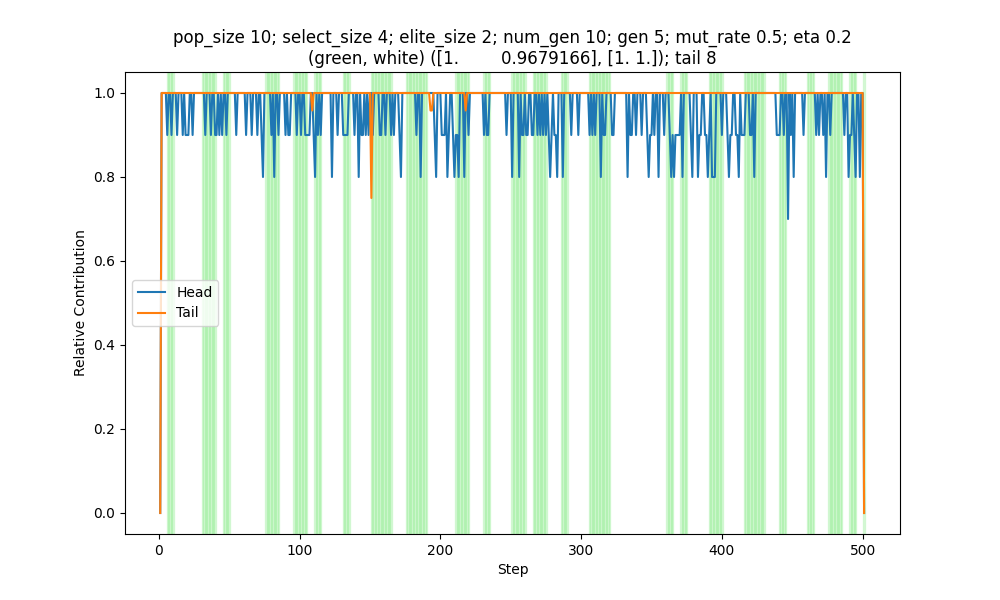 pop_size 10; select_size 4; elite_size 2; num_gen 10; gen 5; mut_rate 0.5; eta 0.2
(green, white) ([1.         0.9679166], [1. 1.]); tail 8
1.0
0.8
0.6
0.4
0.2
0.0
Relative Contribution
Head
Tail
0
100
200
300
400
500
Step